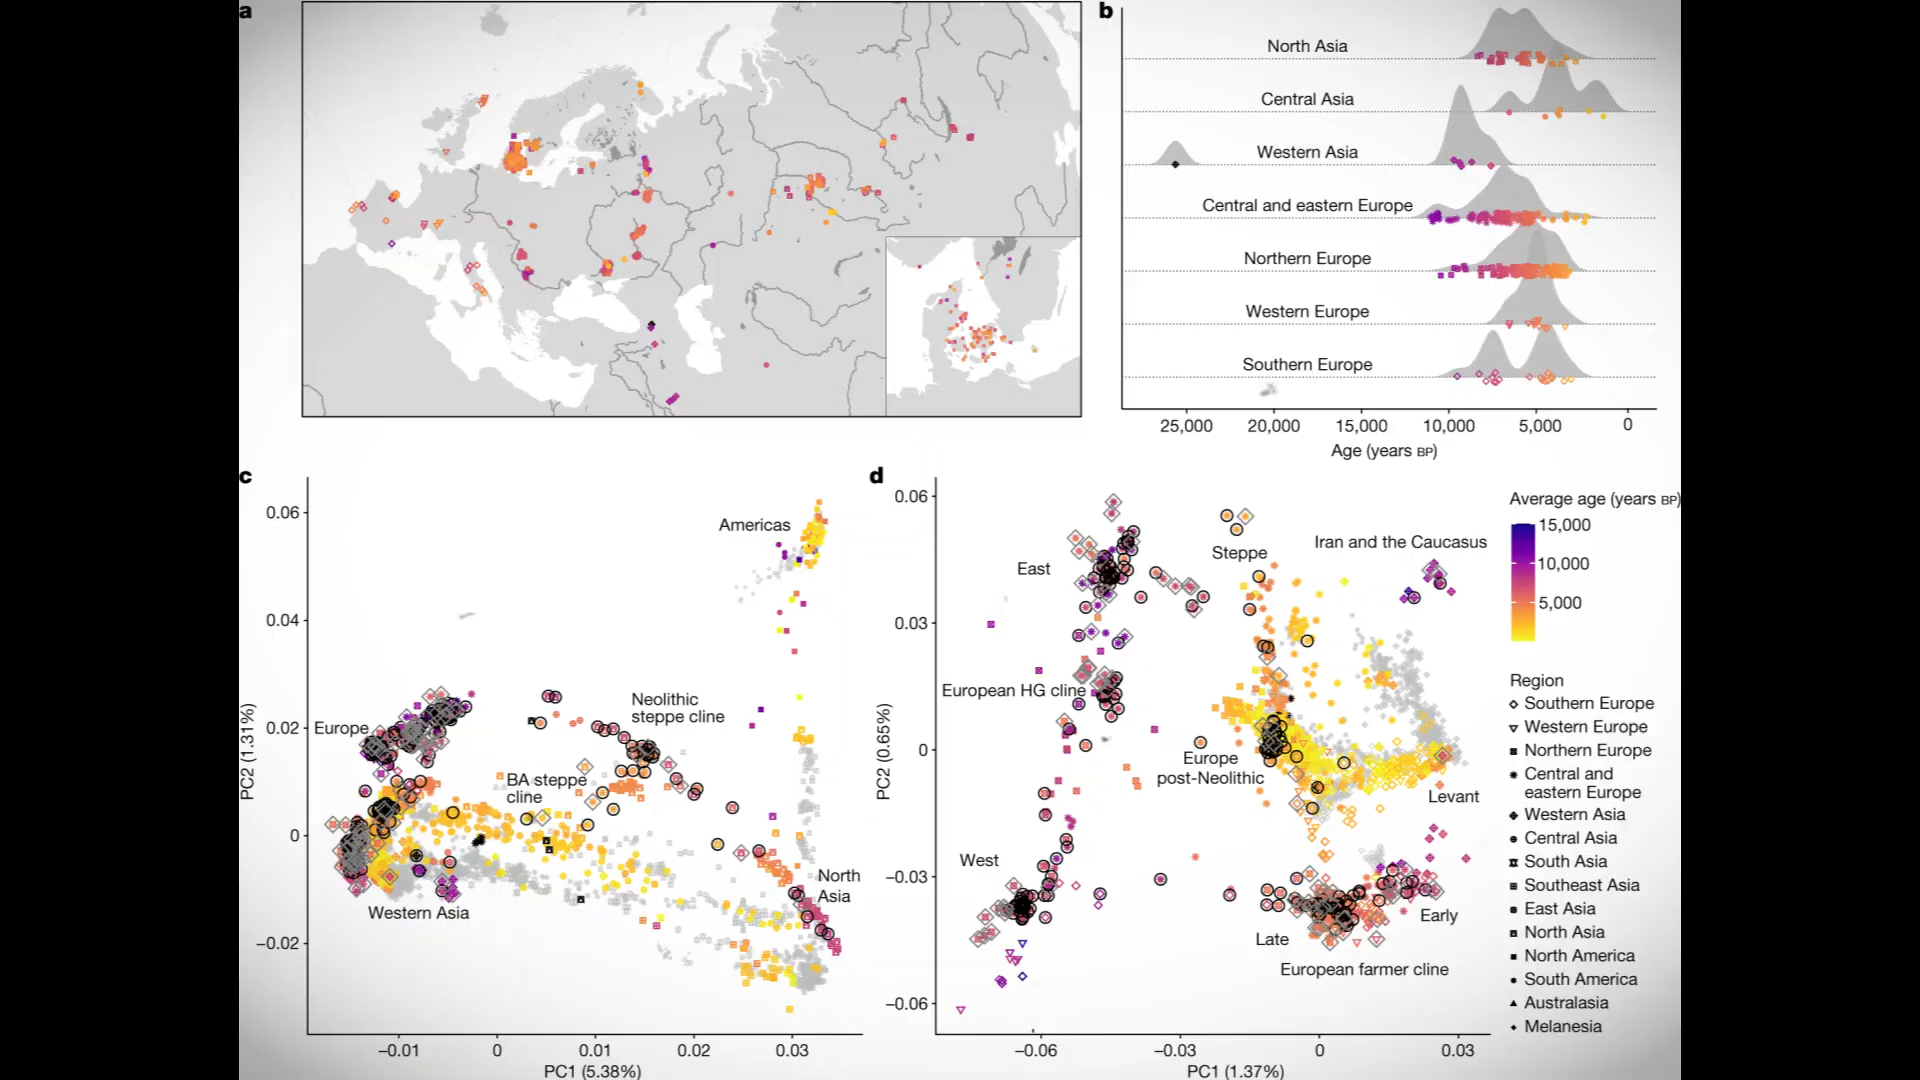 a
b
North Asia
Central Asia
Western Asia
Central and eastern Europe
Northern Europe
Western Europe
Southern Europe
25,000 20,000 15,000 10,000 5,000 0
Age (years BP)
c
0.06
0.04
0.02
0
−0.02
PC2 (1.31%)
Americas
Europe
Neolithic
steppe cline
BA steppe
cline
Western Asia
North
Asia
−0.01 0 0.01 0.02 0.03
PC1 (5.38%)
d
0.06
0.03
0
−0.03
−0.06
PC2 (0.65%)
East
Steppe
Iran and the Caucasus
European HG cline
Europe
post-Neolithic
Levant
West
Late
Early
European farmer cline
−0.06 −0.03 0 0.03
PC1 (1.37%)
Average age (years BP)
15,000
10,000
5,000
Region
Southern Europe
Western Europe
Northern Europe
Central and
eastern Europe
Western Asia
Central Asia
South Asia
Southeast Asia
East Asia
North Asia
North America
South America
Australasia
Melanesia